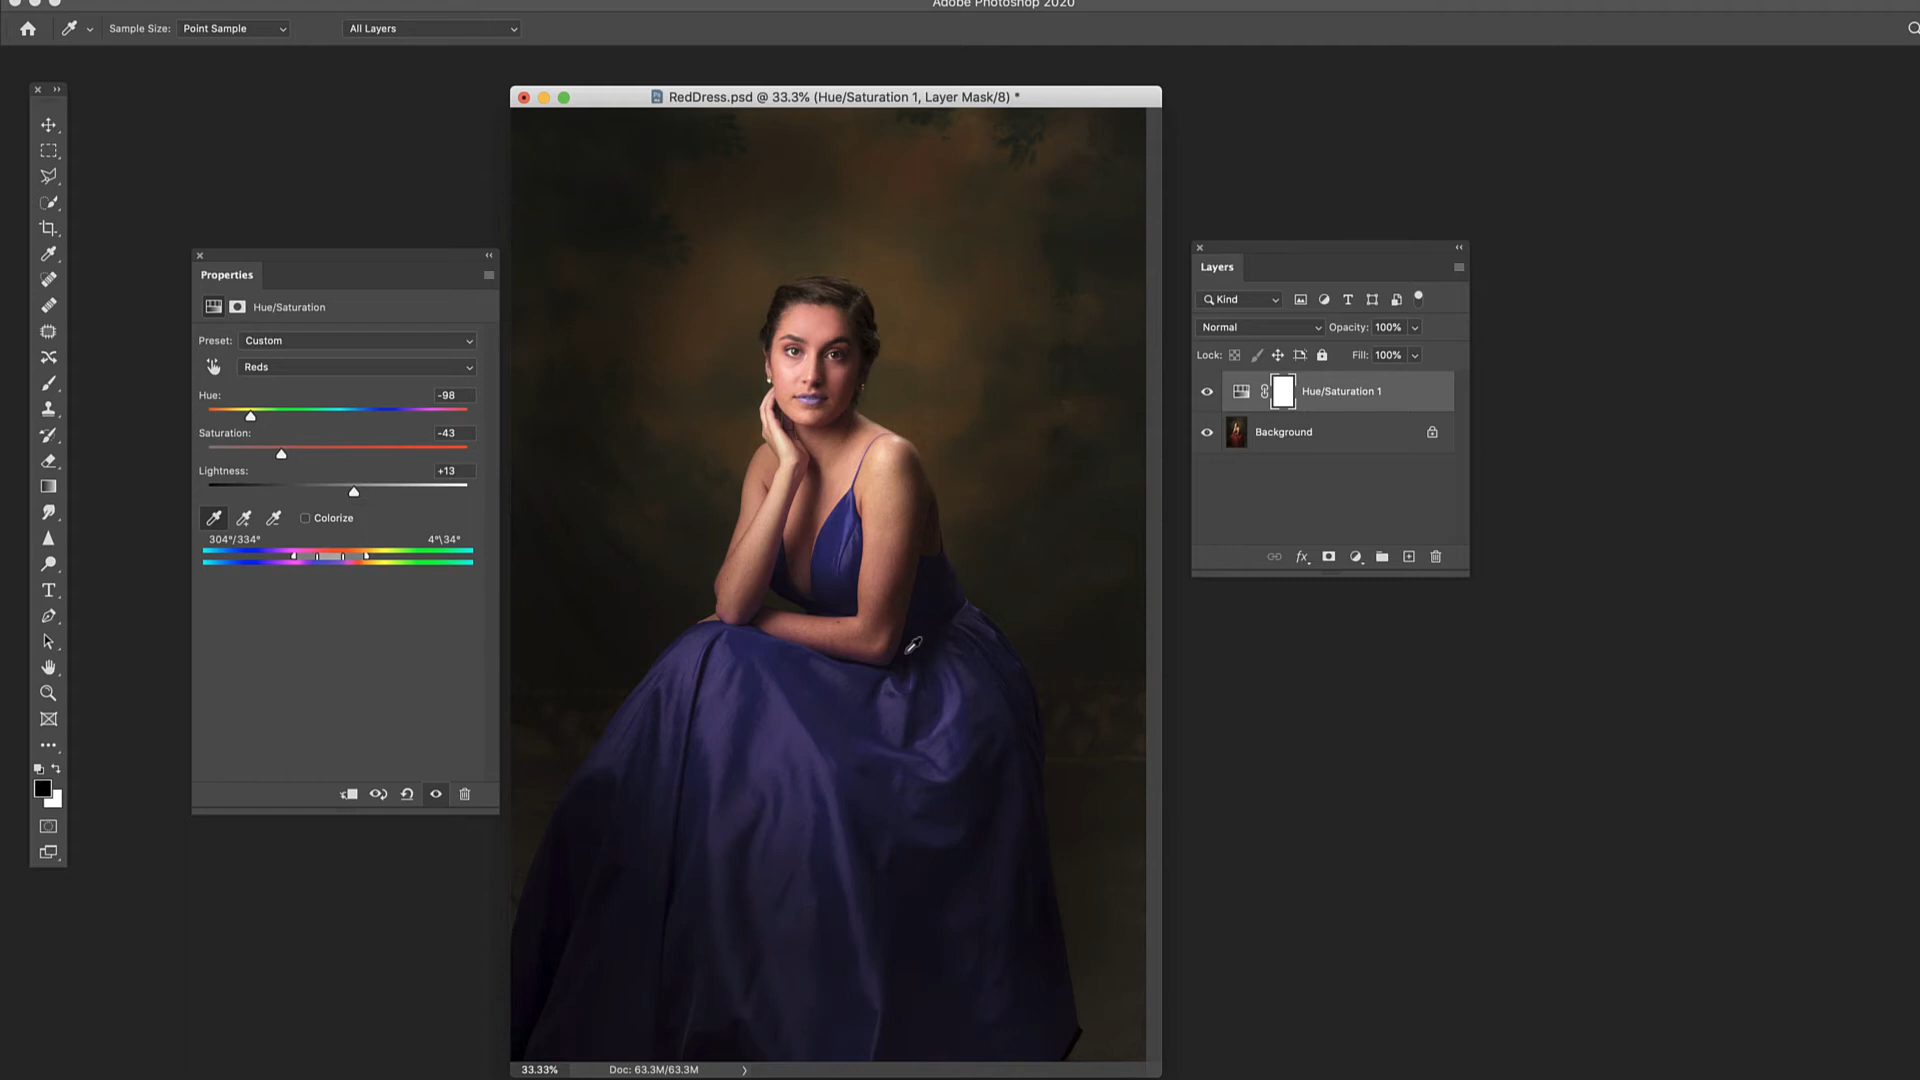 Adobe Photoshop 2020
Sample Size: Point Sample All Layers
RedDress.psd @ 33.3% (Hue/Saturation 1, Layer Mask/8) *
Properties
Hue/Saturation
Preset: Custom
Reds
Hue: -98
Saturation: -43
Lightness: +13
Colorize
304°/334° 4°\34°
33.33% Doc: 63.3M/63.3M
Layers
Kind
Normal Opacity: 100%
Lock: Fill: 100%
Hue/Saturation 1
Background
fx